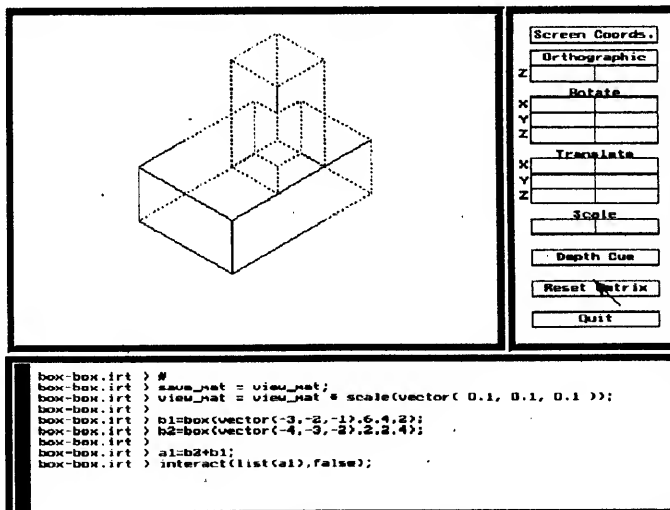 Screen Coords.
Orthographic
Z
Rotate
X
Y
Z
Translate
X
Y
Z
Scale
Depth Cue
Reset Matrix
Quit
box-box.irt > #
box-box.irt > save_mat = view_mat;
box-box.irt > view_mat = view_mat * scale(vector( 0.1, 0.1, 0.1 ));
box-box.irt >
box-box.irt > b1=box(vector(-3,-2,-1),6,4,2);
box-box.irt > b2=box(vector(-4,-3,-2),2,2,4);
box-box.irt >
box-box.irt > a1=b2+b1;
box-box.irt > interact(list(a1),false);